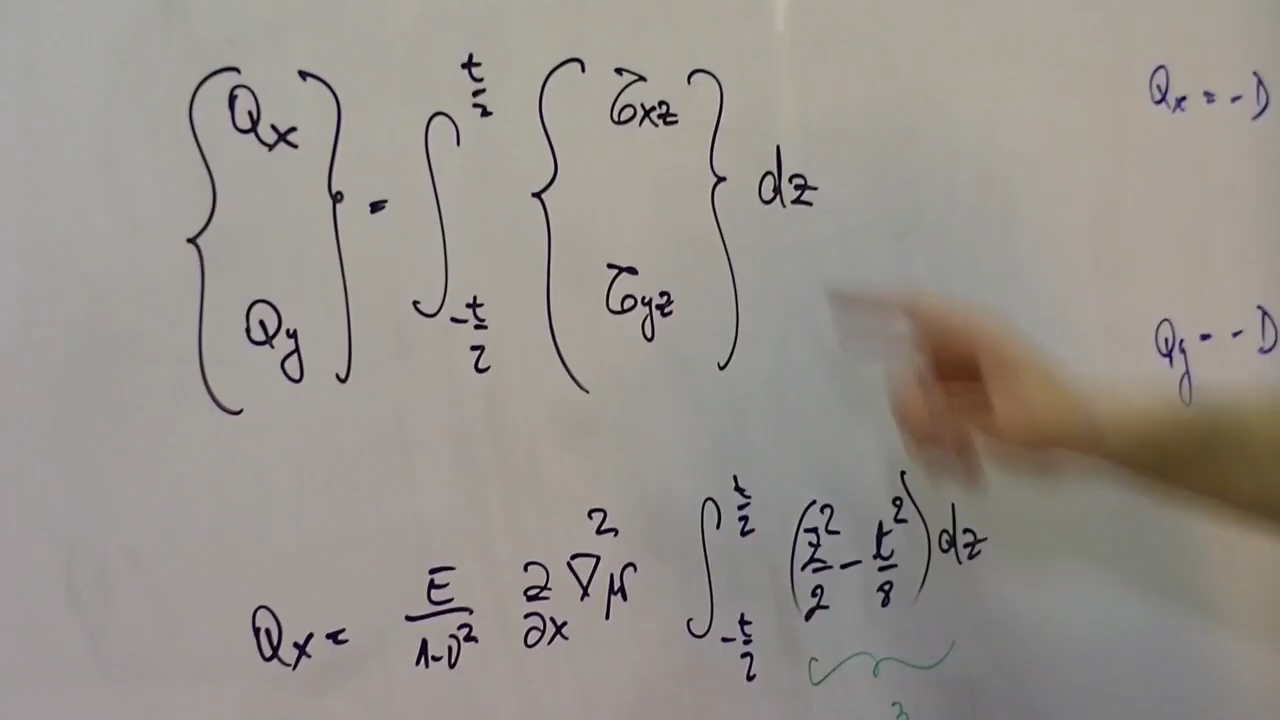 {Qx Qy} = ∫_{-t/2}^{t/2} {τxz τyz} dz
Qx = -D
Qy = -D
Qx = E/(1-ν²) ∂/∂x ∇²w ∫_{-t/2}^{t/2} (z²/2 - t²/8) dz
3